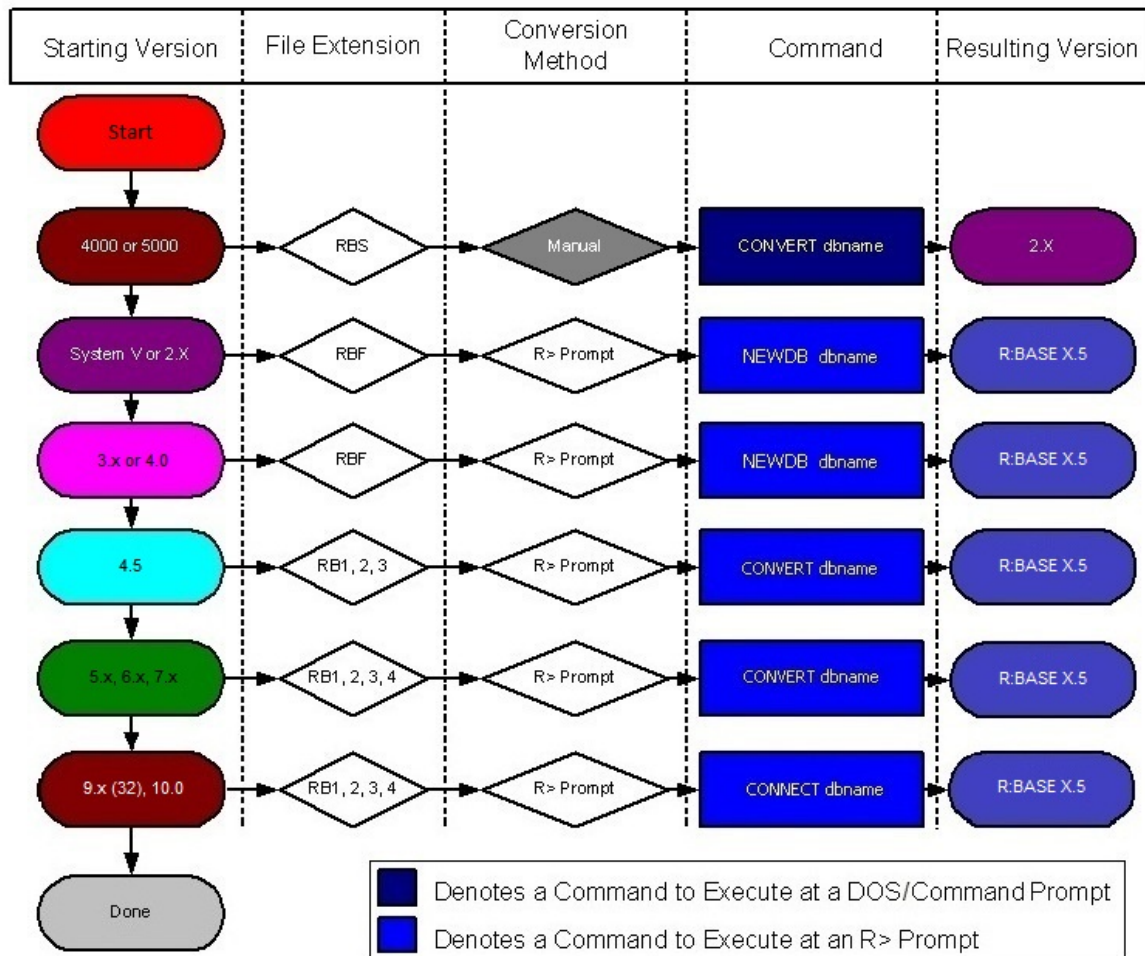 Starting Version
File Extension
Conversion
Method
Command
Resulting Version
Start
4000 or 5000
RBS
Manual
CONVERT dbname
2.X
System V or 2.X
RBF
R> Prompt
NEWDB dbname
R:BASE X.5
3.x or 4.0
RBF
R> Prompt
NEWDB dbname
R:BASE X.5
4.5
RB1, 2, 3
R> Prompt
CONVERT dbname
R:BASE X.5
5.x, 6.x, 7.x
RB1, 2, 3, 4
R> Prompt
CONVERT dbname
R:BASE X.5
9.x (32), 10.0
RB1, 2, 3, 4
R> Prompt
CONNECT dbname
R:BASE X.5
Done
Denotes a Command to Execute at a DOS/Command Prompt
Denotes a Command to Execute at an R> Prompt